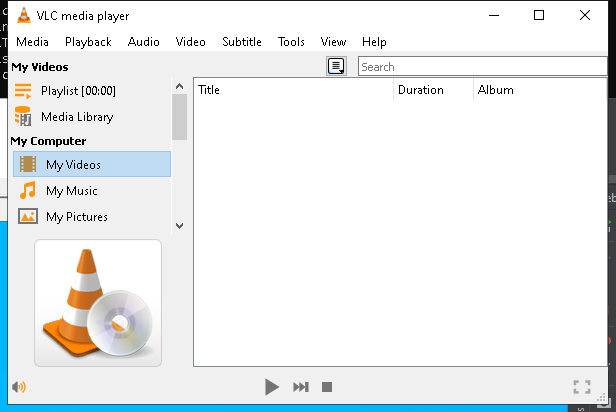 VLC media player
Media Playback Audio Video Subtitle Tools View Help
My Videos
Search
Playlist [00:00]
Media Library
My Computer
My Videos
My Music
My Pictures
Title Duration Album